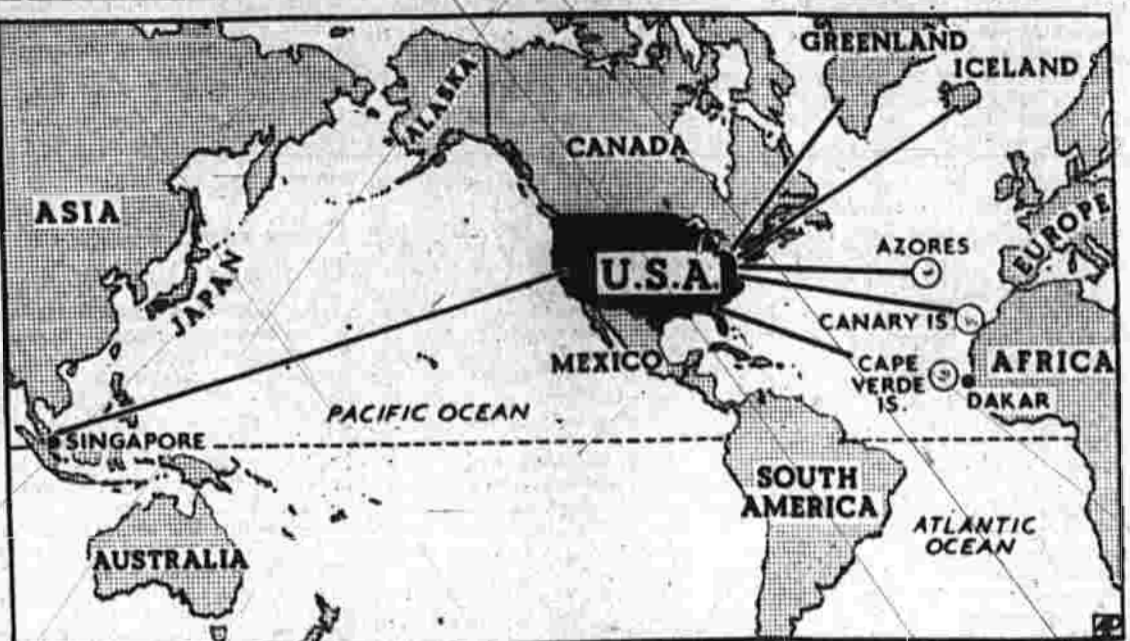 GREENLAND
ICELAND
ALASKA
CANADA
ASIA
EUROPE
AZORES
JAPAN
U.S.A.
CANARY IS.
MEXICO
CAPE
VERDE
IS.
AFRICA
DAKAR
PACIFIC OCEAN
SINGAPORE
SOUTH
AMERICA
ATLANTIC
OCEAN
AUSTRALIA